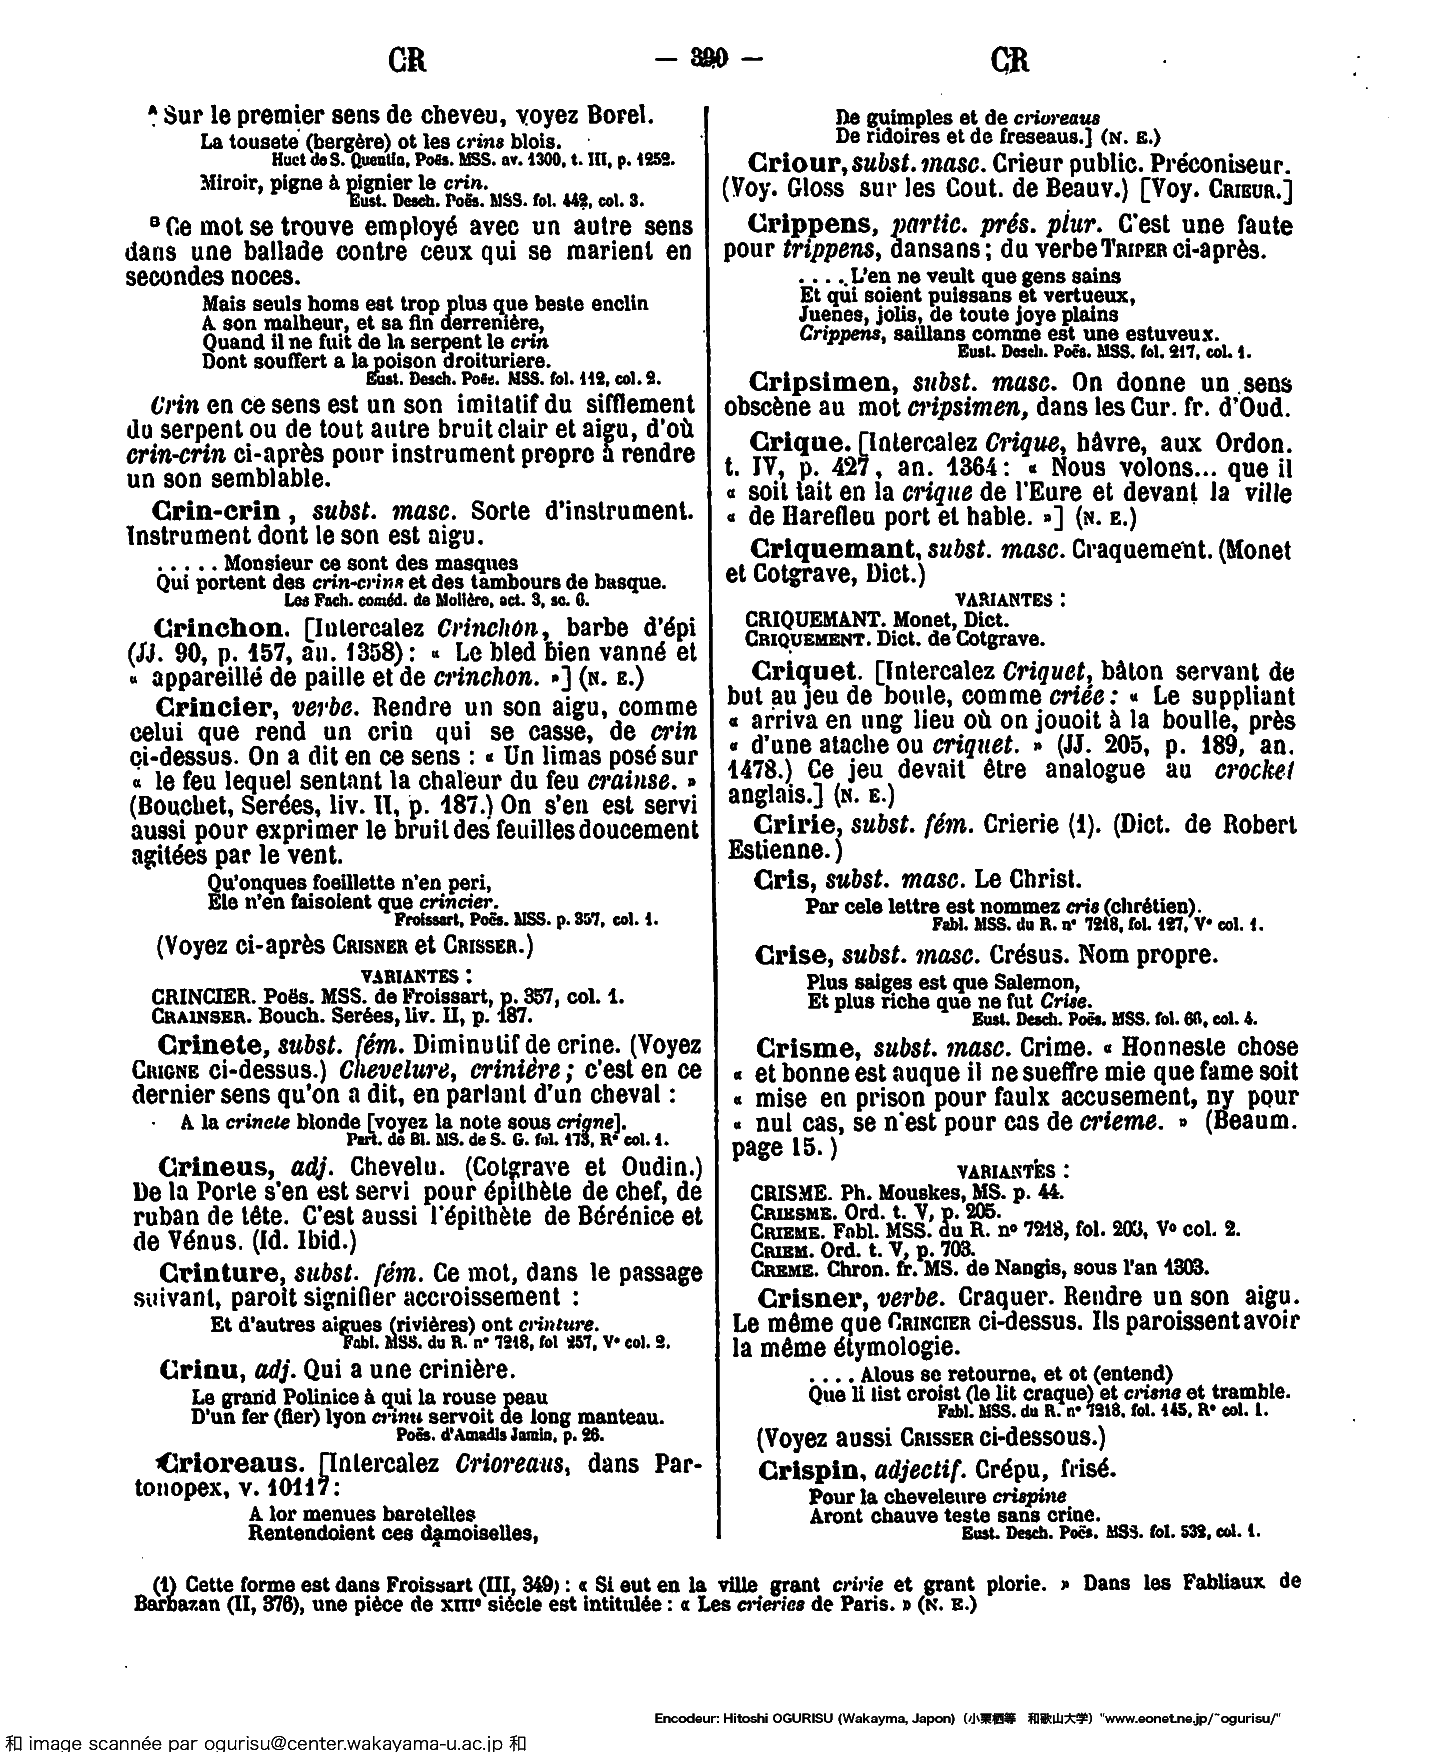 CR — 390 — CR
ᴬ Sur le premier sens de cheveu, voyez Borel.
La touseté (bergère) ot les crins blois.
Huet de S. Quentin, Poës. MSS. av. 1300, t. III, p. 1252.
Miroir, pigne à pignier le crin.
Eust. Desch. Poës. MSS. fol. 442, col. 3.
ᴮ Ce mot se trouve employé avec un autre sens
dans une ballade contre ceux qui se marient en
secondes noces.
Mais seuls homs est trop plus que beste enclin
A son malheur, et sa fin derrenière,
Quand il ne fuit de la serpent le crin
Dont souffert a la poison droituriere.
Eust. Desch. Poës. MSS. fol. 112, col. 2.
Crin en ce sens est un son imitatif du sifflement
du serpent ou de tout autre bruit clair et aigu, d'où
crin-crin ci-après pour instrument propre à rendre
un son semblable.
Crin-crin, subst. masc. Sorte d'instrument.
Instrument dont le son est aigu.
..... Monsieur ce sont des masques
Qui portent des crin-crins et des tambours de basque.
Les Fach. coméd. de Molière, act. 3, sc. 6.
Crinchon. [Intercalez Crinchon, barbe d'épi
(JJ. 90, p. 157, an. 1358) : « Le bled bien vanné et
« appareillé de paille et de crinchon. »] (N. E.)
Crincier, verbe. Rendre un son aigu, comme
celui que rend un crin qui se casse, de crin
ci-dessus. On a dit en ce sens : « Un limas posé sur
« le feu lequel sentant la chaleur du feu crainse. »
(Bouchet, Serées, liv. II, p. 187.) On s'en est servi
aussi pour exprimer le bruit des feuilles doucement
agitées par le vent.
Qu'onques foeillette n'en peri,
Ele n'en faisoient que crincier.
Froissart, Poës. MSS. p. 357, col. 1.
(Voyez ci-après CRISNER et CRISSER.)
VARIANTES :
CRINCIER. Poës. MSS. de Froissart, p. 357, col. 1.
CRAINSER. Bouch. Serées, liv. II, p. 187.
Crinete, subst. fém. Diminutif de crine. (Voyez
CRIGNE ci-dessus.) Chevelure, crinière ; c'est en ce
dernier sens qu'on a dit, en parlant d'un cheval :
A la crinete blonde [voyez la note sous crigne].
Part. de Bl. MS. de S. G. fol. 173, Rº col. 1.
Crineus, adj. Chevelu. (Cotgrave et Oudin.)
De la Porte s'en est servi pour épithète de chef, de
ruban de tête. C'est aussi l'épithète de Bérénice et
de Vénus. (Id. Ibid.)
Crinture, subst. fém. Ce mot, dans le passage
suivant, paroît signifier accroissement :
Et d'autres aigues (rivières) ont crinture.
Fabl. MSS. du R. nº 7218, fol 257, Vº col. 2.
Crinu, adj. Qui a une crinière.
Le grand Polinice à qui la rouse peau
D'un fer (fier) lyon crinu servoit de long manteau.
Poës. d'Amadis Jamin, p. 26.
Crioreaus. [Intercalez Crioreaus, dans Par-
tonopex, v. 10117 :
A lor menues baretelles
Rentendoient ces damoiselles,
De guimples et de crioreaus
De ridoires et de freseaus.] (N. E.)
Criour, subst. masc. Crieur public. Préconiseur.
(Voy. Gloss sur les Cout. de Beauv.) [Voy. CRIEUR.]
Crippens, partic. prés. plur. C'est une faute
pour trippens, dansans ; du verbe TRIPER ci-après.
.... L'en ne veult que gens sains
Et qui soient puissans et vertueux,
Juenes, jolis, de toute joye plains
Crippens, saillans comme est une estuveux.
Eust. Desch. Poës. MSS. fol. 217, col. 1.
Cripsimen, subst. masc. On donne un sens
obscène au mot cripsimen, dans les Cur. fr. d'Oud.
Crique. [Intercalez Crique, hâvre, aux Ordon.
t. IV, p. 427, an. 1364 : « Nous volons... que il
« soit fait en la crique de l'Eure et devant la ville
« de Harefleu port et hable. »] (N. E.)
Criquemant, subst. masc. Craquement. (Monet
et Cotgrave, Dict.)
VARIANTES :
CRIQUEMANT. Monet, Dict.
CRIQUEMENT. Dict. de Cotgrave.
Criquet. [Intercalez Criquet, bâton servant de
but au jeu de boule, comme criée : « Le suppliant
« arriva en ung lieu où on jouoit à la boulle, près
« d'une atache ou criquet. » (JJ. 205, p. 189, an.
1478.) Ce jeu devait être analogue au crocket
anglais.] (N. E.)
Cririe, subst. fém. Crierie (1). (Dict. de Robert
Estienne.)
Cris, subst. masc. Le Christ.
Par cele lettre est nommez cris (chrétien).
Fabl. MSS. du R. nº 7218, fol. 127, Vº col. 1.
Crise, subst. masc. Crésus. Nom propre.
Plus saiges est que Salemon,
Et plus riche que ne fut Crise.
Eust. Desch. Poës. MSS. fol. 66, col. 4.
Crisme, subst. masc. Crime. « Honneste chose
« et bonne est auque il ne sueffre mie que fame soit
« mise en prison pour faulx accusement, ny pour
« nul cas, se n'est pour cas de crieme. » (Beaum.
page 15.)
VARIANTES :
CRISME. Ph. Mouskes, MS. p. 44.
CRIESME. Ord. t. V, p. 205.
CRIEME. Fabl. MSS. du R. nº 7218, fol. 203, Vº col. 2.
CRIEM. Ord. t. V, p. 703.
CREME. Chron. fr. MS. de Nangis, sous l'an 1303.
Crisner, verbe. Craquer. Rendre un son aigu.
Le même que CRINCIER ci-dessus. Ils paroissent avoir
la même étymologie.
.... Alous se retourne, et ot (entend)
Que li list croist (le lit craque) et crisne et tramble.
Fabl. MSS. du R. nº 7218, fol. 145, Rº col. 1.
(Voyez aussi CRISSER ci-dessous.)
Crispin, adjectif. Crépu, frisé.
Pour la cheveleure crispine
Aront chauve teste sans crine.
Eust. Desch. Poës. MSS. fol. 532, col. 1.
(1) Cette forme est dans Froissart (III, 349) : « Si eut en la ville grant cririe et grant plorie. » Dans les Fabliaux de
Barbazan (II, 376), une pièce de XIIIº siècle est intitulée : « Les crieries de Paris. » (N. E.)
Encodeur: Hitoshi OGURISU (Wakayma, Japon) (小栗栖等 和歌山大学) "www.eonet.ne.jp/~ogurisu/"
和 image scannée par ogurisu@center.wakayama-u.ac.jp 和